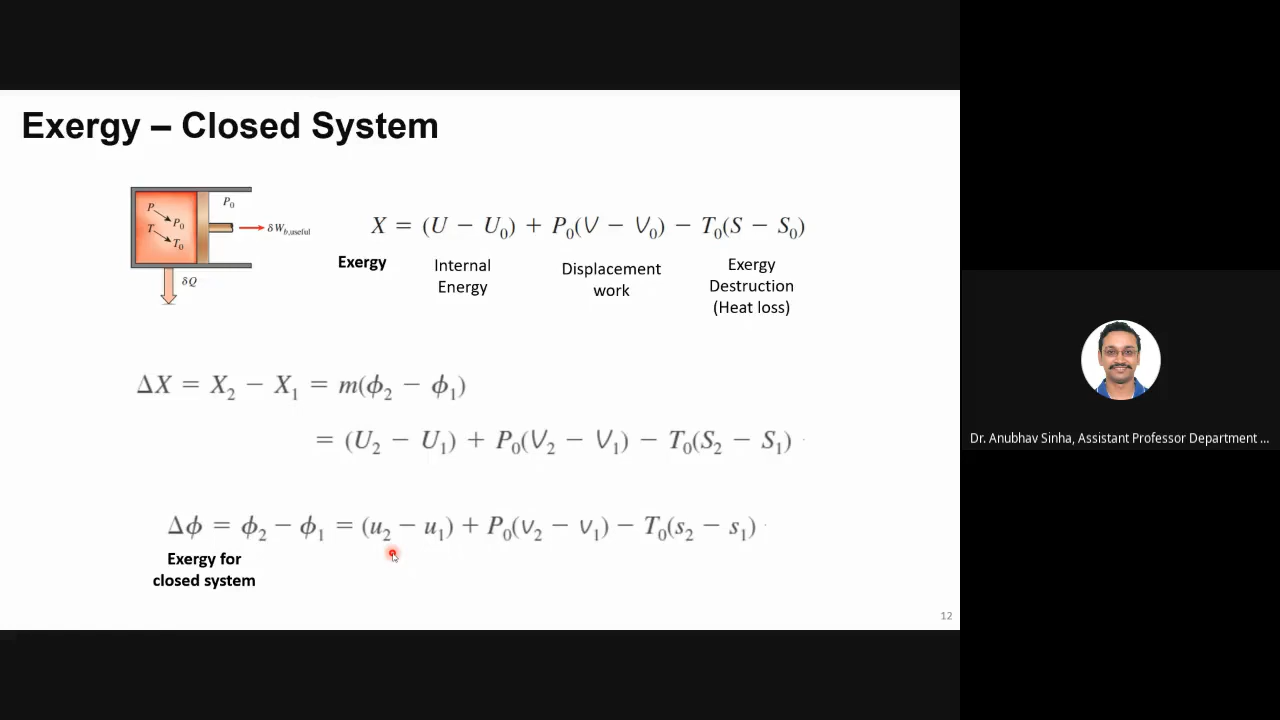 Exergy – Closed System
P P₀
T T₀
P₀
δW_b,useful
δQ
X = (U − U₀) + P₀(V − V₀) − T₀(S − S₀)
Exergy
Internal
Energy
Displacement
work
Exergy
Destruction
(Heat loss)
ΔX = X₂ − X₁ = m(ϕ₂ − ϕ₁)
= (U₂ − U₁) + P₀(V₂ − V₁) − T₀(S₂ − S₁)
Δϕ = ϕ₂ − ϕ₁ = (u₂ − u₁) + P₀(v₂ − v₁) − T₀(s₂ − s₁)
Exergy for
closed system
12
Dr. Anubhav Sinha, Assistant Professor Department ...